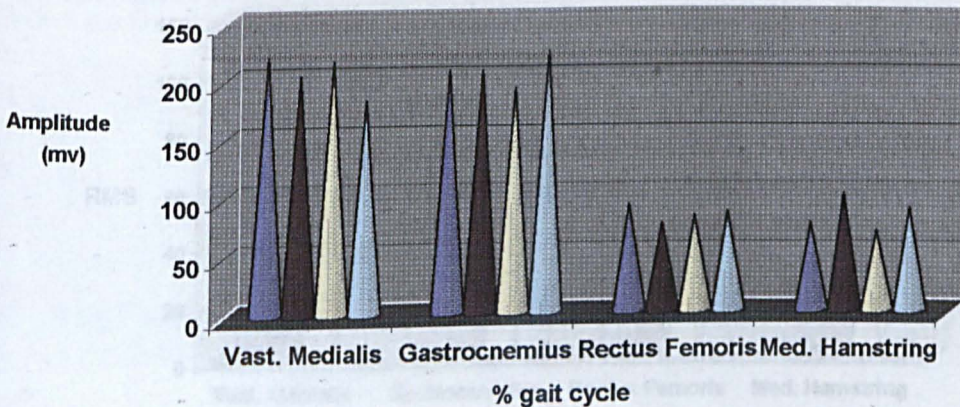 250
200
150
100
50
0
Amplitude
(mv)
Vast. Medialis Gastrocnemius Rectus Femoris Med. Hamstring
% gait cycle